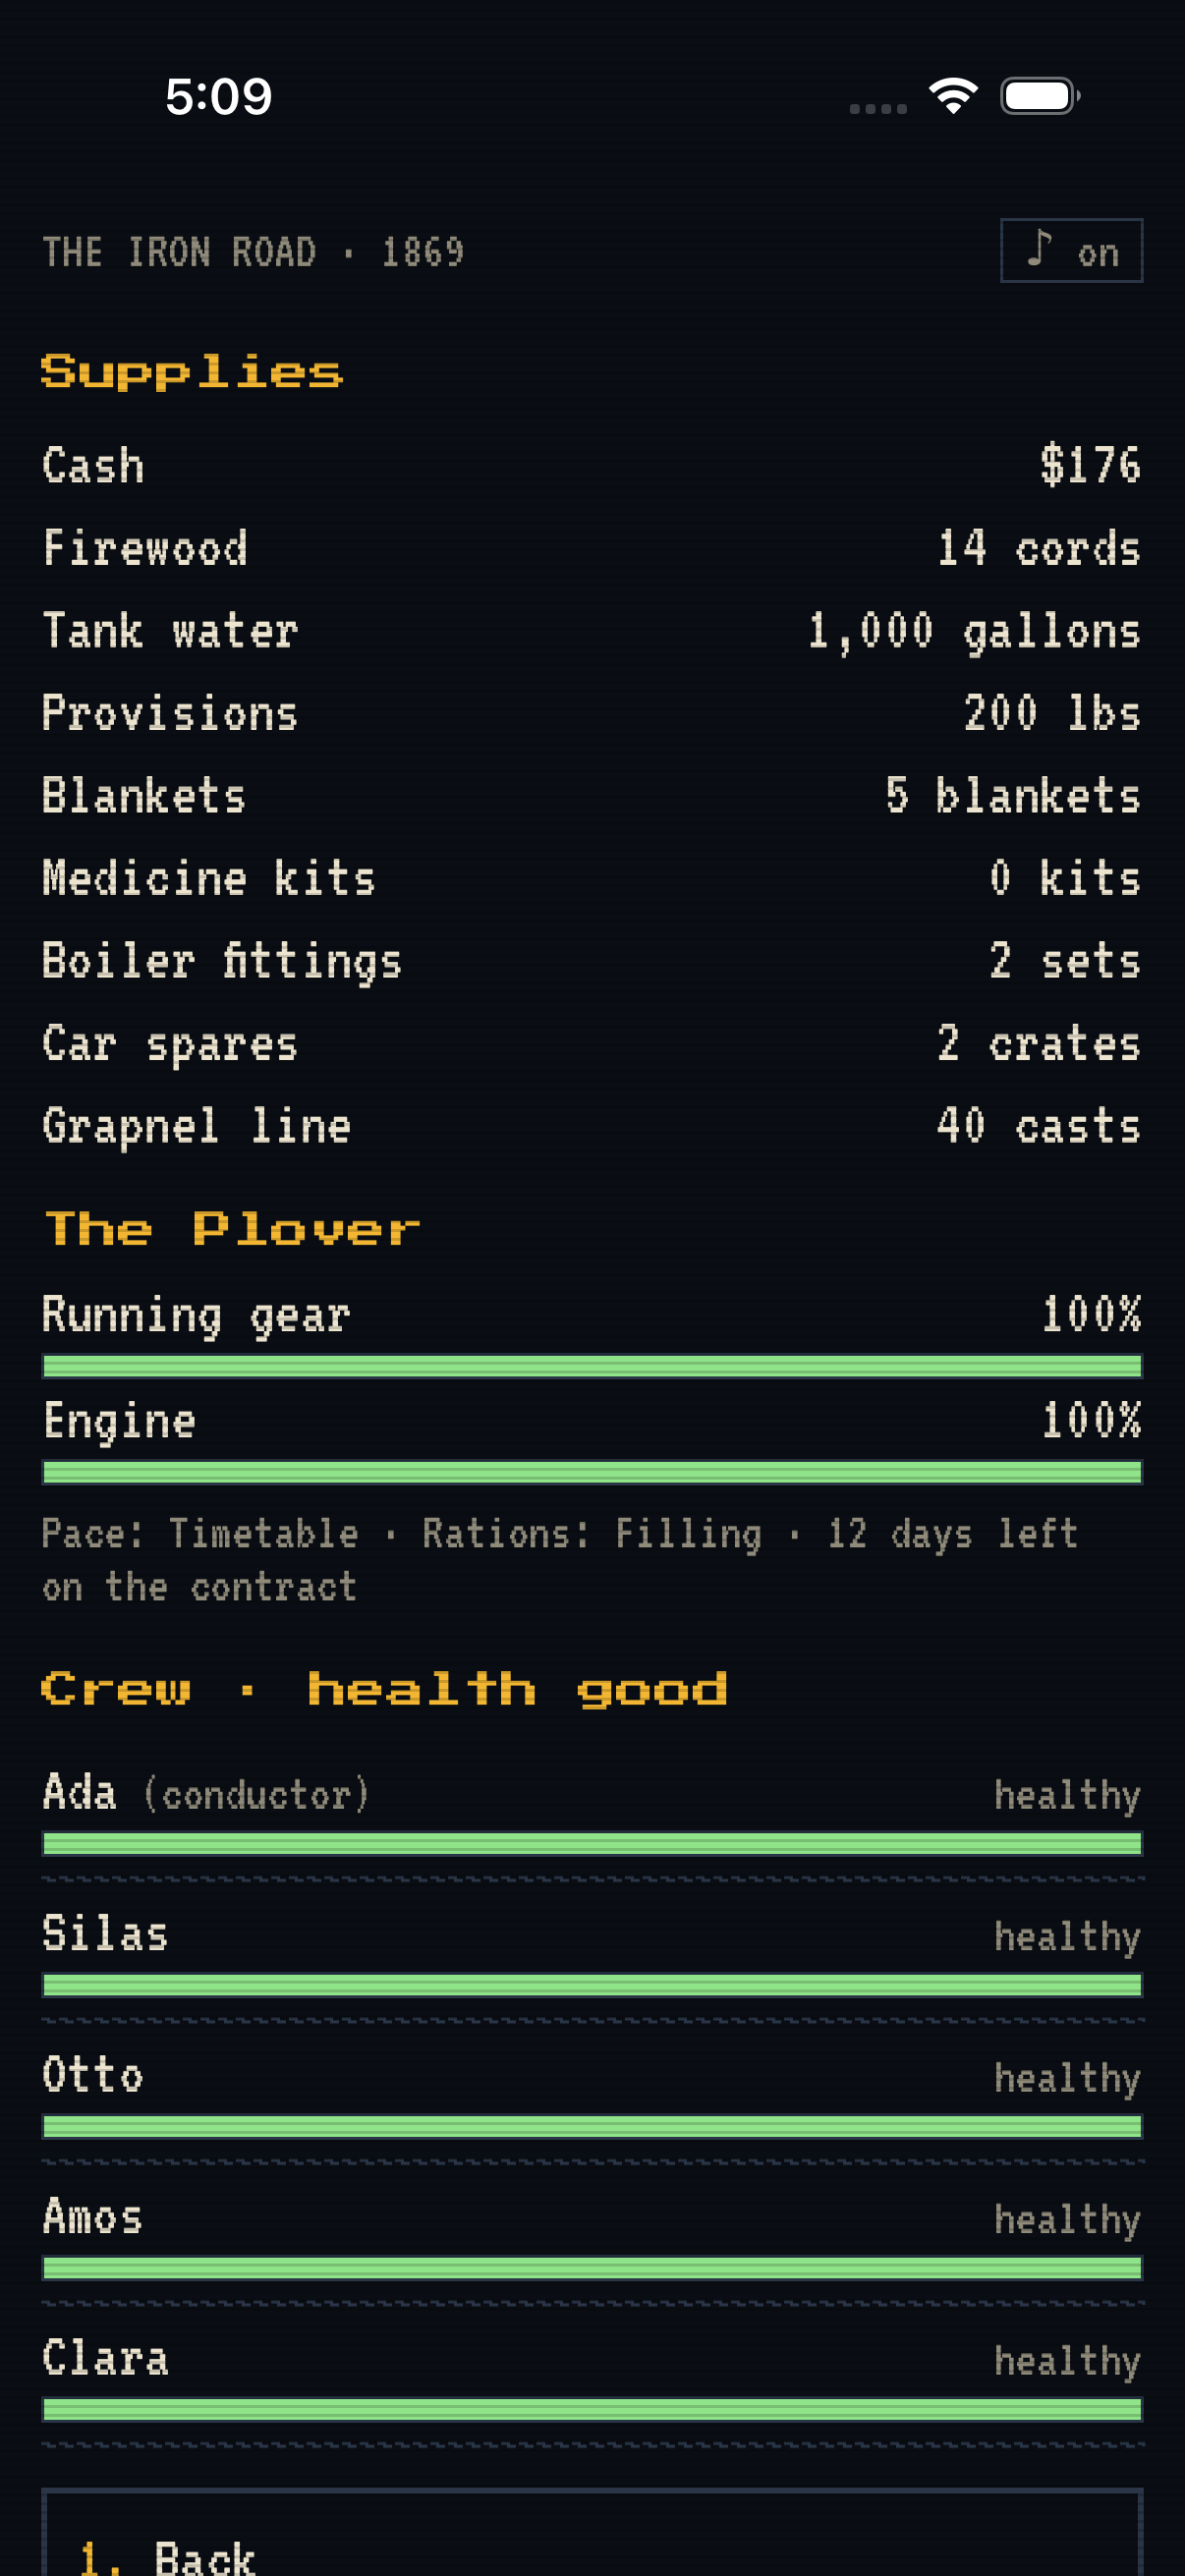 5:09
THE IRON ROAD · 1869
♪ on
Supplies
Cash $176
Firewood 14 cords
Tank water 1,000 gallons
Provisions 200 lbs
Blankets 5 blankets
Medicine kits 0 kits
Boiler fittings 2 sets
Car spares 2 crates
Grapnel line 40 casts
The Plover
Running gear 100%
Engine 100%
Pace: Timetable · Rations: Filling · 12 days left
on the contract
Crew · health good
Ada (conductor) healthy
Silas healthy
Otto healthy
Amos healthy
Clara healthy
1. Back